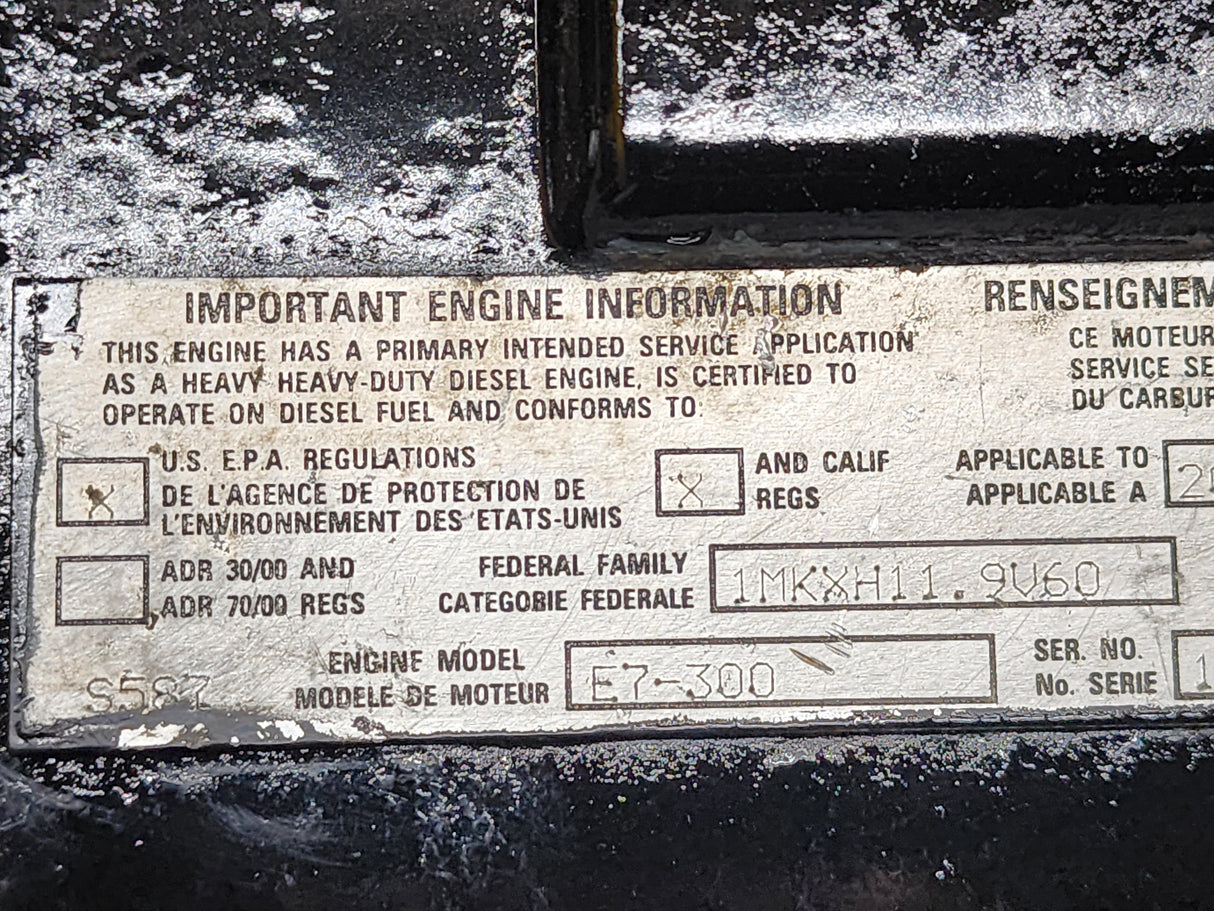 IMPORTANT ENGINE INFORMATION
THIS ENGINE HAS A PRIMARY INTENDED SERVICE APPLICATION
AS A HEAVY HEAVY-DUTY DIESEL ENGINE, IS CERTIFIED TO
OPERATE ON DIESEL FUEL AND CONFORMS TO:
RENSEIGNEM
CE MOTEUR
SERVICE SE
DU CARBUR
X
U.S. E.P.A. REGULATIONS
DE L'AGENCE DE PROTECTION DE
L'ENVIRONNEMENT DES ETATS-UNIS
X
AND CALIF
REGS
APPLICABLE TO
APPLICABLE A
2
ADR 30/00 AND
ADR 70/00 REGS
FEDERAL FAMILY
CATEGORIE FEDERALE
1MKXH11.9V60
S587
ENGINE MODEL
MODELE DE MOTEUR
E7-300
SER. NO.
No. SERIE
1